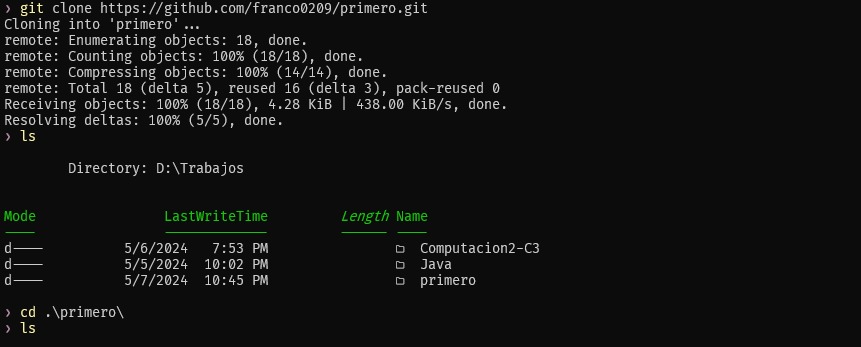 ❯ git clone https://github.com/franco0209/primero.git
Cloning into 'primero'...
remote: Enumerating objects: 18, done.
remote: Counting objects: 100% (18/18), done.
remote: Compressing objects: 100% (14/14), done.
remote: Total 18 (delta 5), reused 16 (delta 3), pack-reused 0
Receiving objects: 100% (18/18), 4.28 KiB | 438.00 KiB/s, done.
Resolving deltas: 100% (5/5), done.
❯ ls
Directory: D:\Trabajos
Mode LastWriteTime Length Name
---- ------------- ------ ----
d---- 5/6/2024 7:53 PM Computacion2-C3
d---- 5/5/2024 10:02 PM Java
d---- 5/7/2024 10:45 PM primero
❯ cd .\primero\
❯ ls